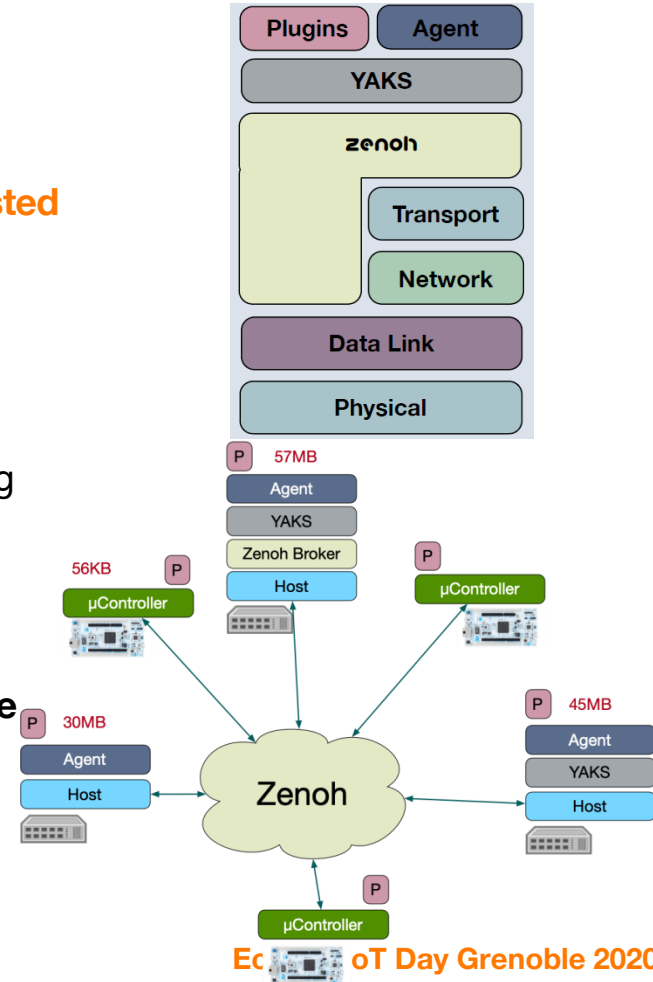 Plugins Agent
YAKS
zenoh
sted
Transport
Network
Data Link
Physical
g
P 57MB
Agent
YAKS
Zenoh Broker
Host
56KB P
µController
P
µController
e
P 30MB
Agent
Host
Zenoh
P 45MB
Agent
YAKS
Host
P
µController
Ec oT Day Grenoble 2020